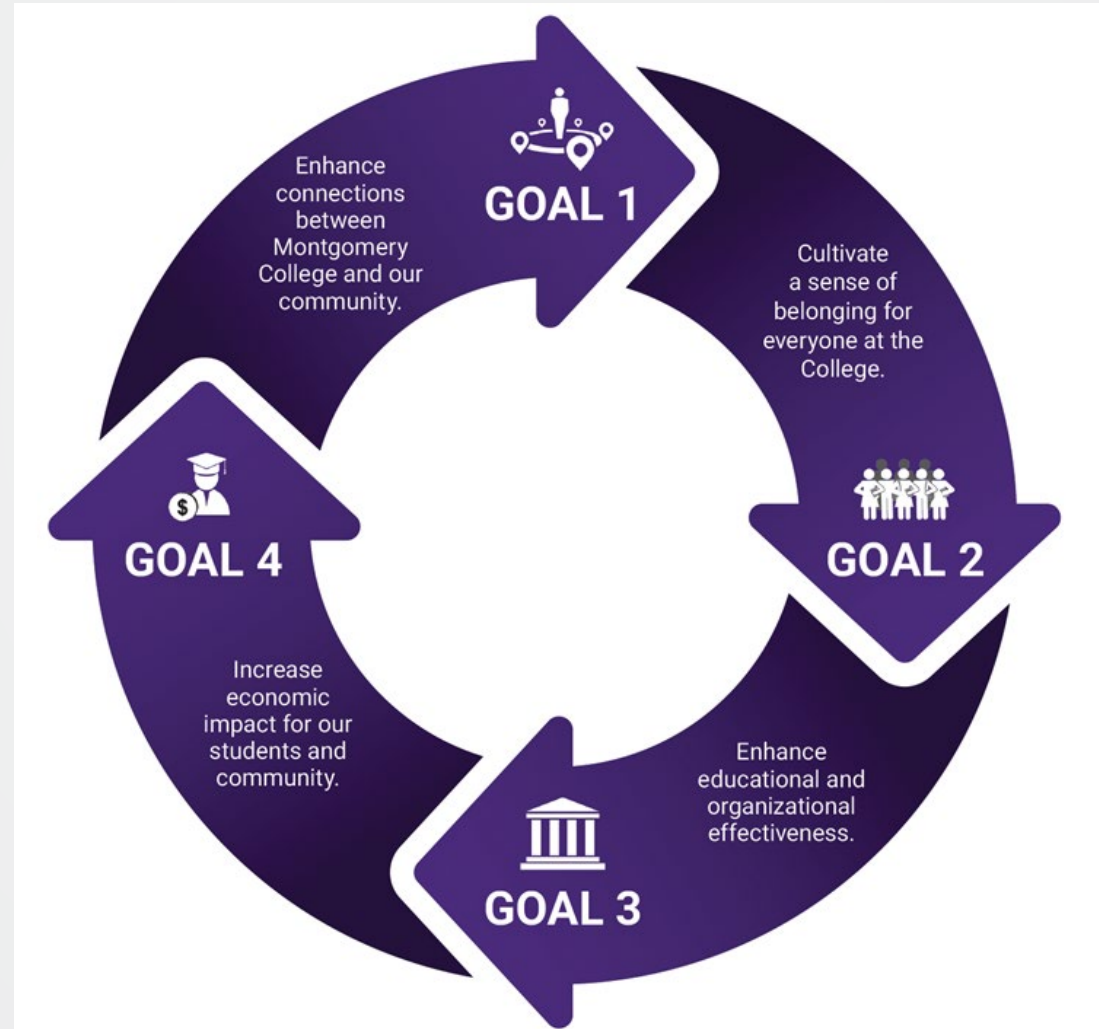 GOAL 1
Enhance
connections
between
Montgomery
College and our
community.
GOAL 2
Cultivate
a sense of
belonging for
everyone at the
College.
GOAL 3
Enhance
educational and
organizational
effectiveness.
GOAL 4
Increase
economic
impact for our
students and
community.
$